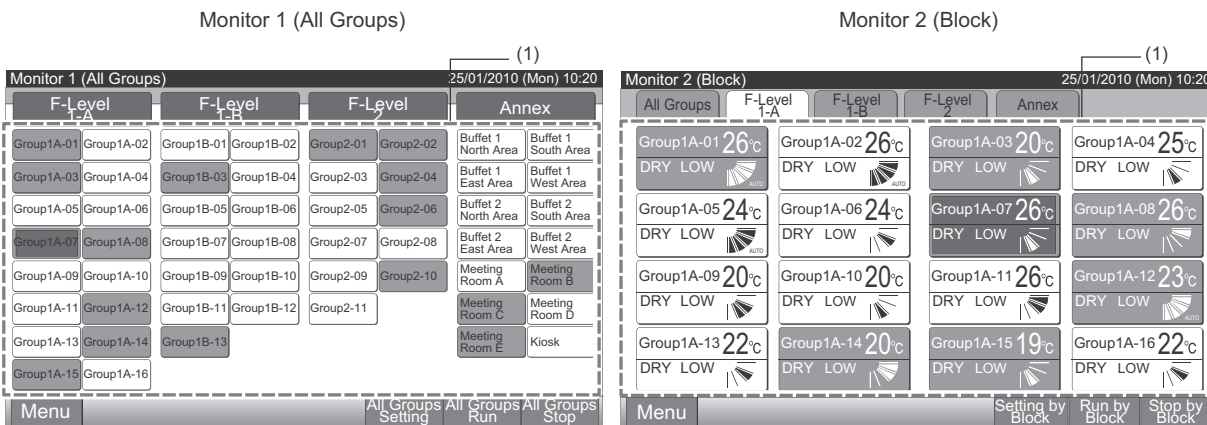 Monitor 1 (All Groups)
(1)
Monitor 1 (All Groups) 25/01/2010 (Mon) 10:20
F-Level 1-A
F-Level 1-B
F-Level 2
Annex
Group1A-01 Group1A-02 Group1B-01 Group1B-02 Group2-01 Group2-02 Buffet 1 North Area Buffet 1 South Area
Group1A-03 Group1A-04 Group1B-03 Group1B-04 Group2-03 Group2-04 Buffet 1 East Area Buffet 1 West Area
Group1A-05 Group1A-06 Group1B-05 Group1B-06 Group2-05 Group2-06 Buffet 2 North Area Buffet 2 South Area
Group1A-07 Group1A-08 Group1B-07 Group1B-08 Group2-07 Group2-08 Buffet 2 East Area Buffet 2 West Area
Group1A-09 Group1A-10 Group1B-09 Group1B-10 Group2-09 Group2-10 Meeting Room A Meeting Room B
Group1A-11 Group1A-12 Group1B-11 Group1B-12 Group2-11 Meeting Room C Meeting Room D
Group1A-13 Group1A-14 Group1B-13 Meeting Room E Kiosk
Group1A-15 Group1A-16
Menu
All Groups Setting
All Groups Run
All Groups Stop
Monitor 2 (Block)
(1)
Monitor 2 (Block) 25/01/2010 (Mon) 10:20
All Groups
F-Level 1-A
F-Level 1-B
F-Level 2
Annex
Group1A-01 26°C Group1A-02 26°C Group1A-03 20°C Group1A-04 25°C
DRY LOW AUTO DRY LOW AUTO DRY LOW DRY LOW
Group1A-05 24°C Group1A-06 24°C Group1A-07 26°C Group1A-08 26°C
DRY LOW AUTO DRY LOW DRY LOW DRY LOW
Group1A-09 20°C Group1A-10 20°C Group1A-11 26°C Group1A-12 23°C
DRY LOW DRY LOW DRY LOW DRY LOW AUTO
Group1A-13 22°C Group1A-14 20°C Group1A-15 19°C Group1A-16 22°C
DRY LOW DRY LOW DRY LOW DRY LOW
Menu
Setting by Block
Run by Block
Stop by Block